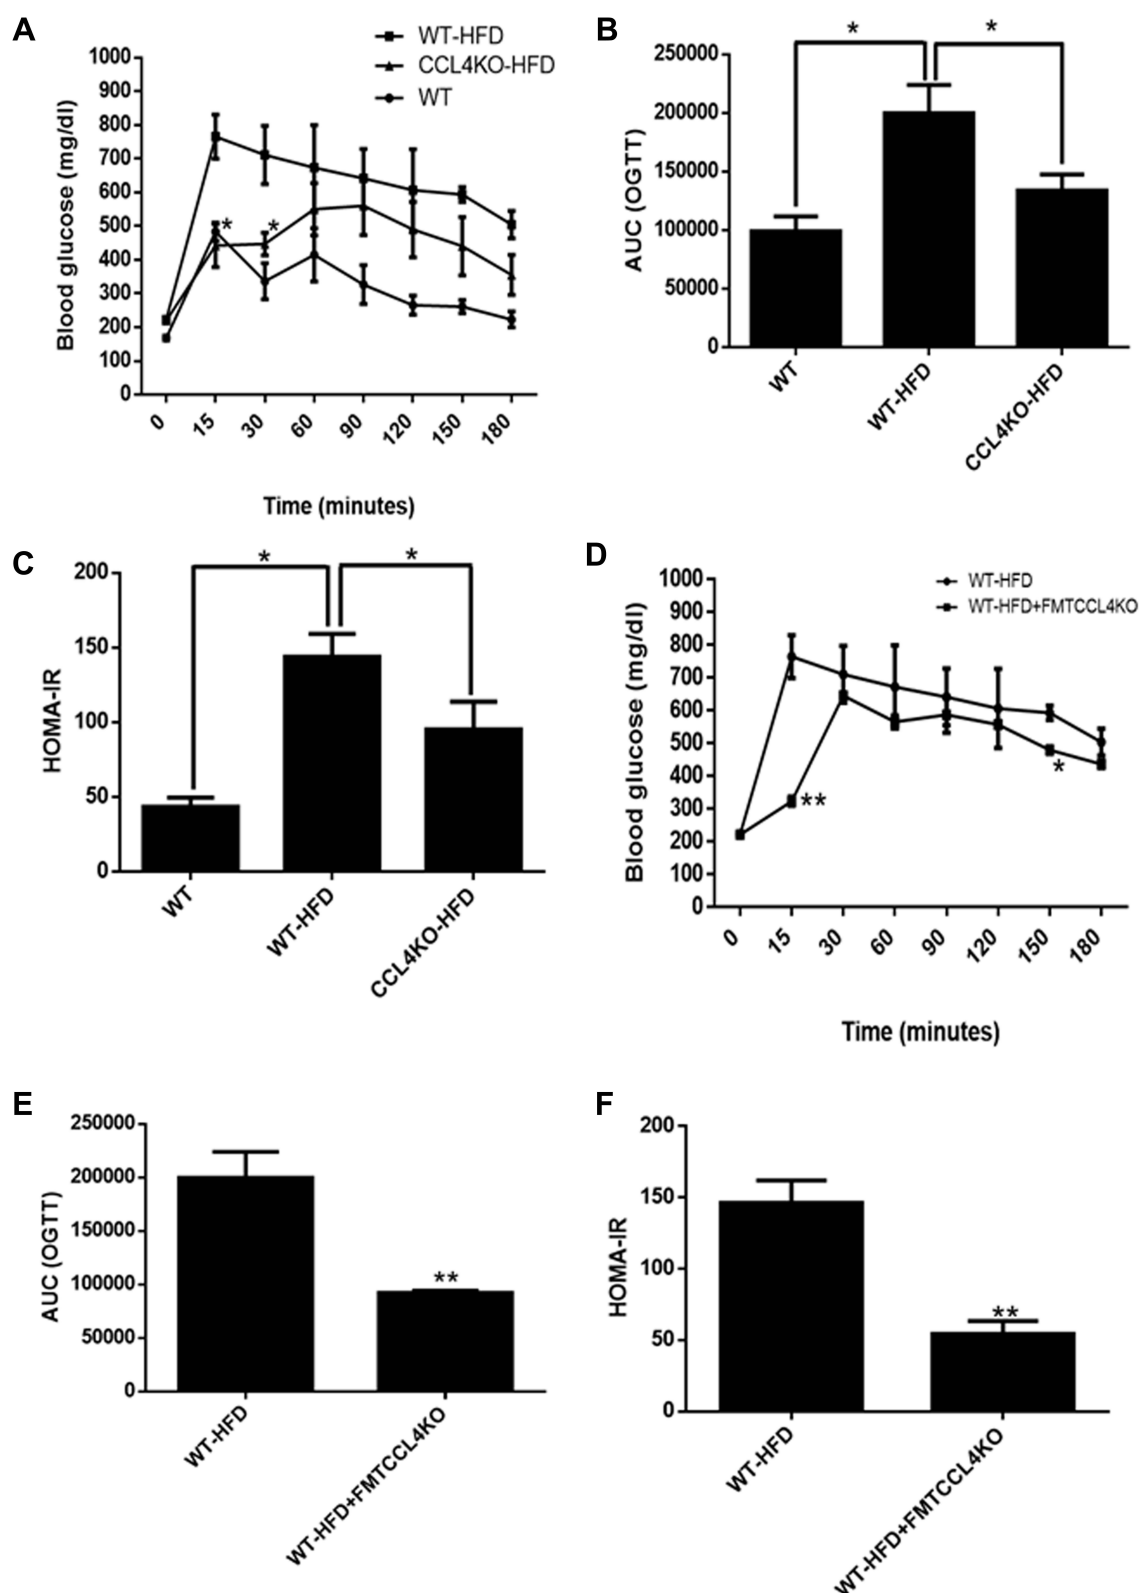 A
WT-HFD
CCL4KO-HFD
WT
1000
900
800
700
600
500
400
300
200
100
0
Blood glucose (mg/dl)
*
*
0
15
30
60
90
120
150
180
Time (minutes)
B
*
*
250000
200000
150000
100000
50000
0
AUC (OGTT)
WT
WT-HFD
CCL4KO-HFD
C
*
*
200
150
100
50
0
HOMA-IR
WT
WT-HFD
CCL4KO-HFD
D
WT-HFD
WT-HFD+FMTCCL4KO
1000
900
800
700
600
500
400
300
200
100
0
Blood glucose (mg/dl)
**
*
0
15
30
60
90
120
150
180
Time (minutes)
E
250000
200000
150000
100000
50000
0
AUC (OGTT)
**
WT-HFD
WT-HFD+FMTCCL4KO
F
200
150
100
50
0
HOMA-IR
**
WT-HFD
WT-HFD+FMTCCL4KO